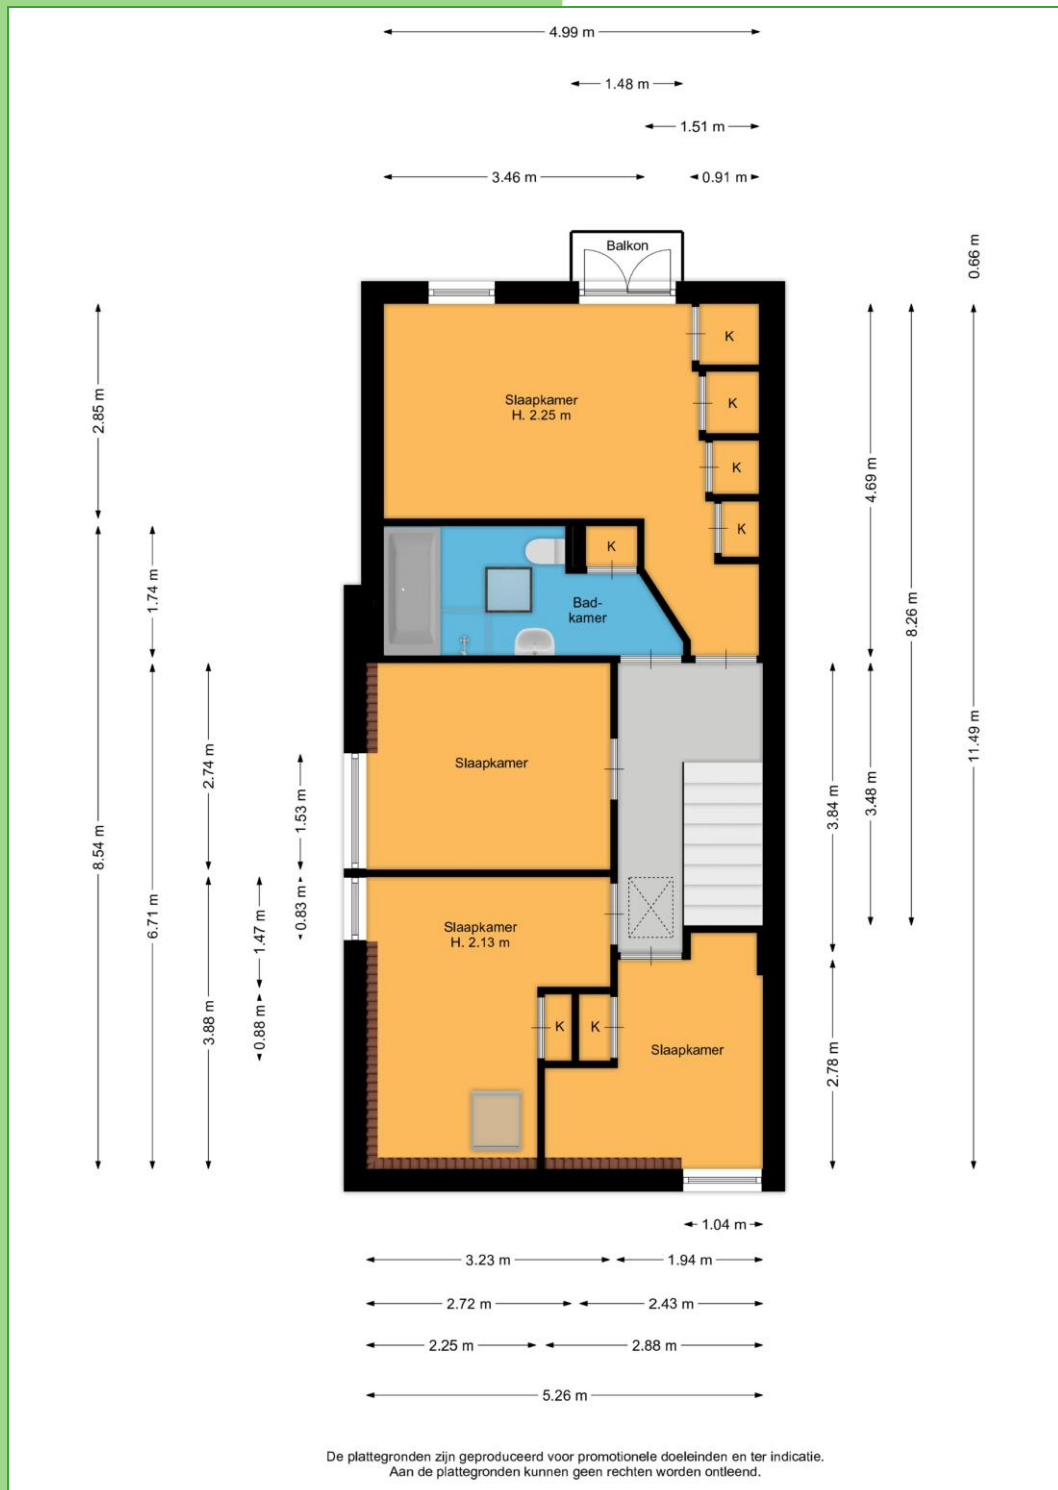 4.99 m
1.48 m
1.51 m
3.46 m
0.91 m
Balkon
0.66 m
K
Slaapkamer
H. 2.25 m
K
2.85 m
K
4.69 m
K
K
1.74 m
Bad-
kamer
8.26 m
11.49 m
2.74 m
Slaapkamer
3.48 m
3.84 m
1.53 m
8.54 m
6.71 m
0.83 m
1.47 m
Slaapkamer
H. 2.13 m
3.88 m
0.88 m
K
K
Slaapkamer
2.78 m
1.04 m
3.23 m
1.94 m
2.72 m
2.43 m
2.25 m
2.88 m
5.26 m
De plattegronden zijn geproduceerd voor promotionele doeleinden en ter indicatie.
Aan de plattegronden kunnen geen rechten worden ontleend.